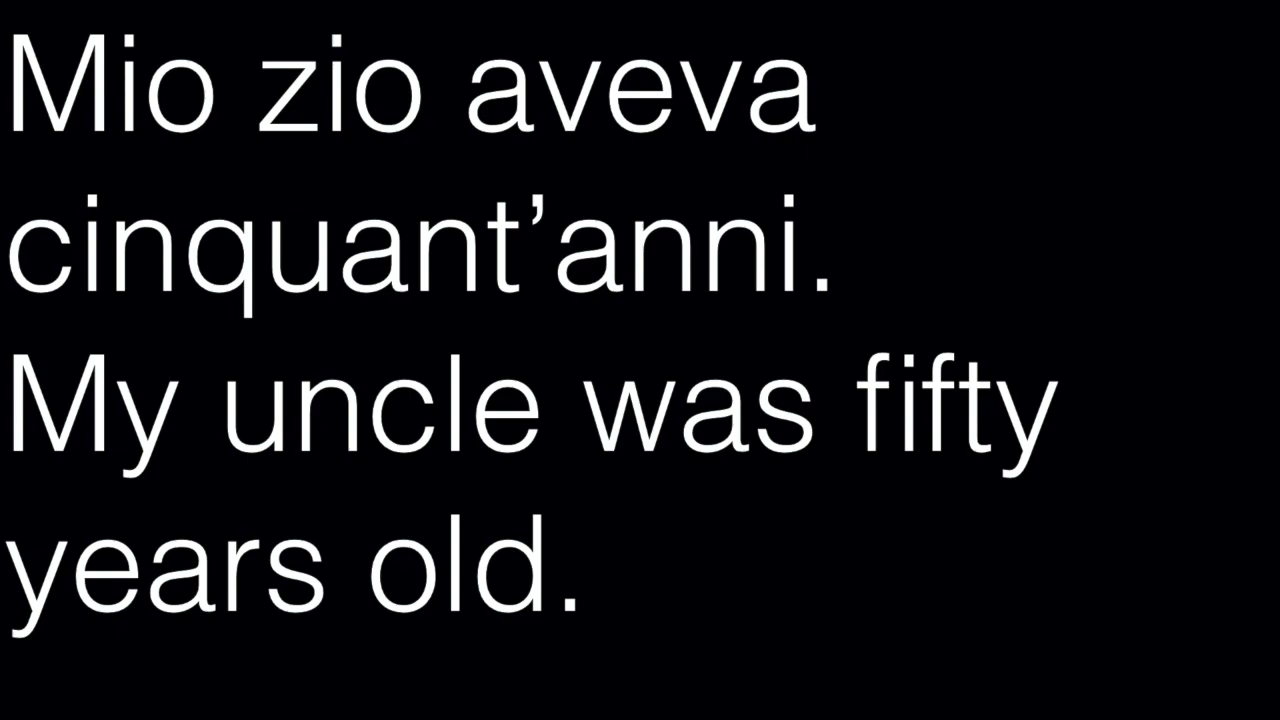 Mio zio aveva
cinquant’anni.
My uncle was fifty
years old.